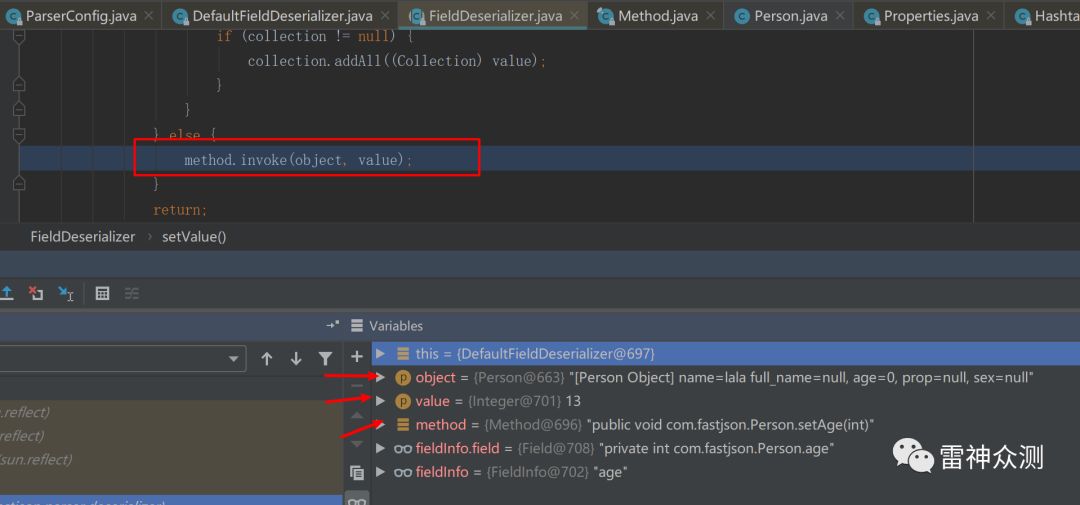 ParserConfig.java × DefaultFieldDeserializer.java × FieldDeserializer.java × Method.java × Person.java × Properties.java × Hashta
if (collection != null) {
collection.addAll((Collection) value);
}
}
} else {
method.invoke(object, value);
}
return;
FieldDeserializer › setValue()
Variables
this = {DefaultFieldDeserializer@697}
object = {Person@663} "[Person Object] name=lala full_name=null, age=0, prop=null, sex=null"
value = {Integer@701} 13
.reflect) method = {Method@696} "public void com.fastjson.Person.setAge(int)"
reflect) fieldInfo.field = {Field@708} "private int com.fastjson.Person.age"
sun.reflect) fieldInfo = {FieldInfo@702} "age"
雷神众测